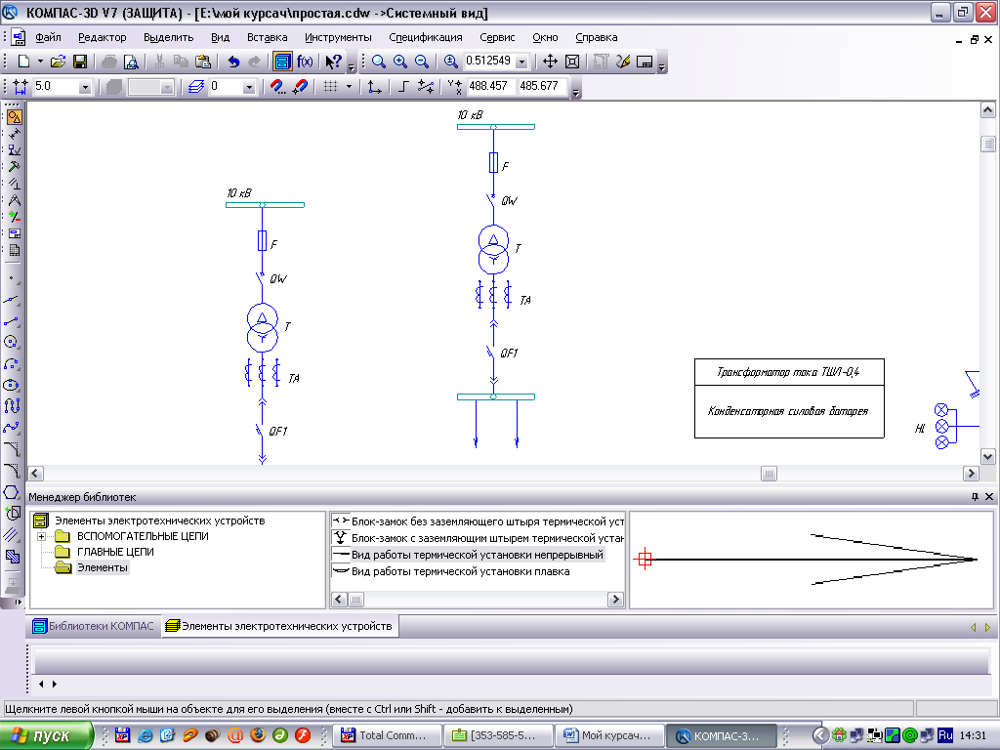 КОМПАС-3D V7 (ЗАЩИТА) - [E:\мой курсач\простая.cdw ->Системный вид]
Файл Редактор Выделить Вид Вставка Инструменты Спецификация Сервис Окно Справка
f(x) 0.512549
5.0 0 488.457 485.677
10 кВ
F
QW
T
TA
QF1
10 кВ
F
QW
T
TA
QF1
Трансформатор тока ТШЛ-0,4
Конденсаторная силовая батарея
HL
Менеджер библиотек
Элементы электротехнических устройств
ВСПОМОГАТЕЛЬНЫЕ ЦЕПИ
ГЛАВНЫЕ ЦЕПИ
Элементы
Блок-замок без заземляющего штыря термической уст
Блок-замок с заземляющим штырем термической устан
Вид работы термической установки непрерывный
Вид работы термической установки плавка
Библиотеки КОМПАС Элементы электротехнических устройств
Щелкните левой кнопкой мыши на объекте для его выделения (вместе с Ctrl или Shift - добавить к выделенным)
пуск Total Comm... [353-585-5... Мой курсач... КОМПАС-3... Ru 14:31